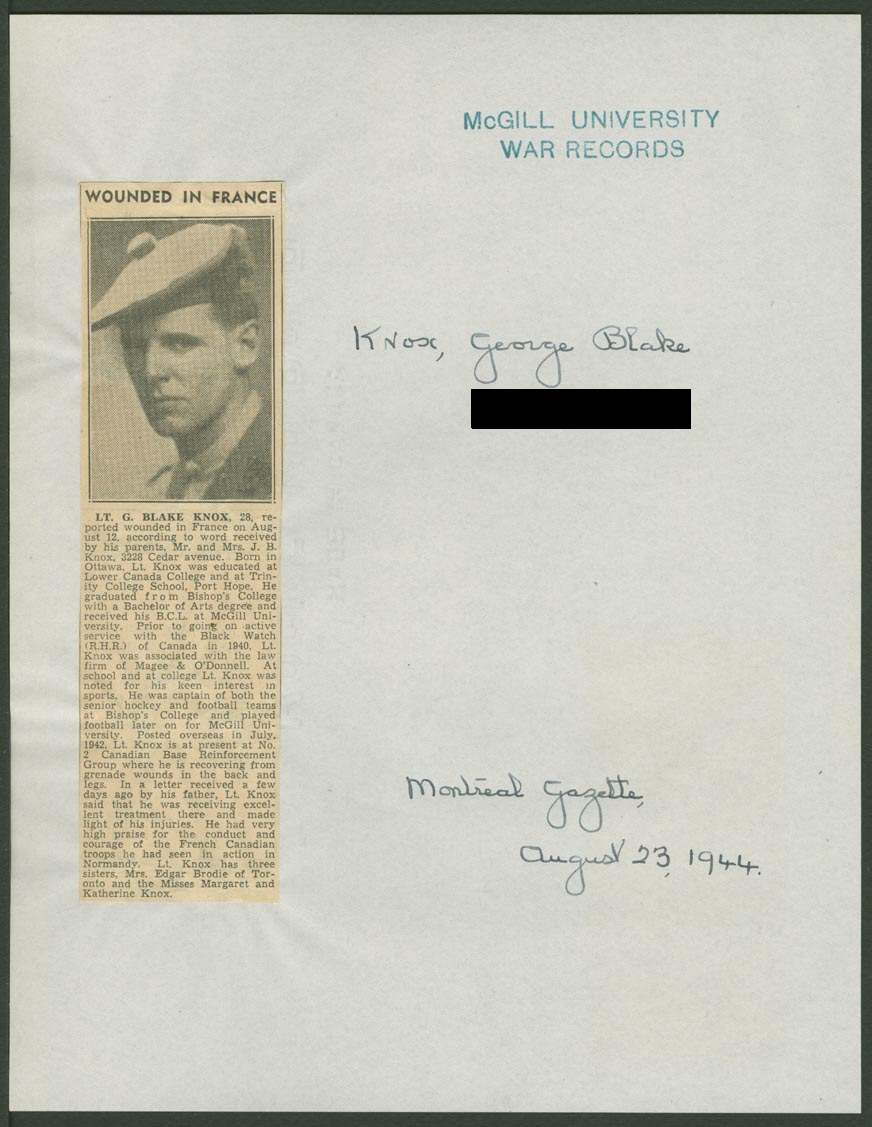 McGILL UNIVERSITY
WAR RECORDS
WOUNDED IN FRANCE
Knox, George Blake
LT. G. BLAKE KNOX, 28, re-
ported wounded in France on Aug-
ust 12, according to word received
by his parents, Mr. and Mrs. J. B.
Knox, 3228 Cedar avenue. Born in
Ottawa, Lt. Knox was educated at
Lower Canada College and at Trin-
ity College School, Port Hope. He
graduated from Bishop's College
with a Bachelor of Arts degree and
received his B.C.L. at McGill Uni-
versity. Prior to going on active
service with the Black Watch
(R.H.R.) of Canada in 1940, Lt.
Knox was associated with the law
firm of Magee & O'Donnell. At
school and at college Lt. Knox was
noted for his keen interest in
sports. He was captain of both the
senior hockey and football teams
at Bishop's College and played
football later on for McGill Uni-
versity. Posted overseas in July,
1942, Lt. Knox is at present at No.
2 Canadian Base Reinforcement
Group where he is recovering from
grenade wounds in the back and
legs. In a letter received a few
days ago by his father, Lt. Knox
said that he was receiving excel-
lent treatment there and made
light of his injuries. He had very
high praise for the conduct and
courage of the French Canadian
troops he had seen in action in
Normandy. Lt. Knox has three
sisters, Mrs. Edgar Brodie of Tor-
onto and the Misses Margaret and
Katherine Knox.
Montreal Gazette,
August 23, 1944.